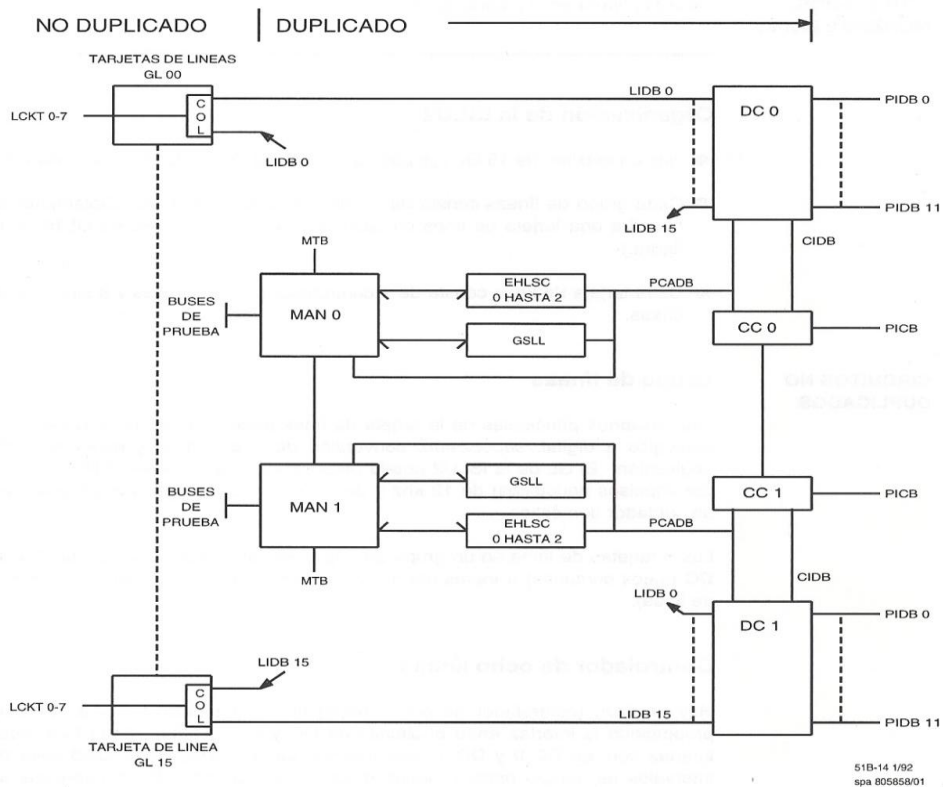 NO DUPLICADO
DUPLICADO
TARJETAS DE LINEAS
GL 00
LCKT 0-7
COL
LIDB 0
LIDB 0
DC 0
PIDB 0
LIDB 15
PIDB 11
CIDB
MTB
BUSES
DE
PRUEBA
MAN 0
EHLSC
0 HASTA 2
PCADB
GSLL
CC 0
PICB
BUSES
DE
PRUEBA
MAN 1
GSLL
EHLSC
0 HASTA 2
PCADB
MTB
CC 1
PICB
CIDB
LIDB 0
DC 1
PIDB 0
LIDB 15
LCKT 0-7
COL
LIDB 15
PIDB 11
TARJETA DE LINEA
GL 15
51B-14 1/92
spa 805858/01